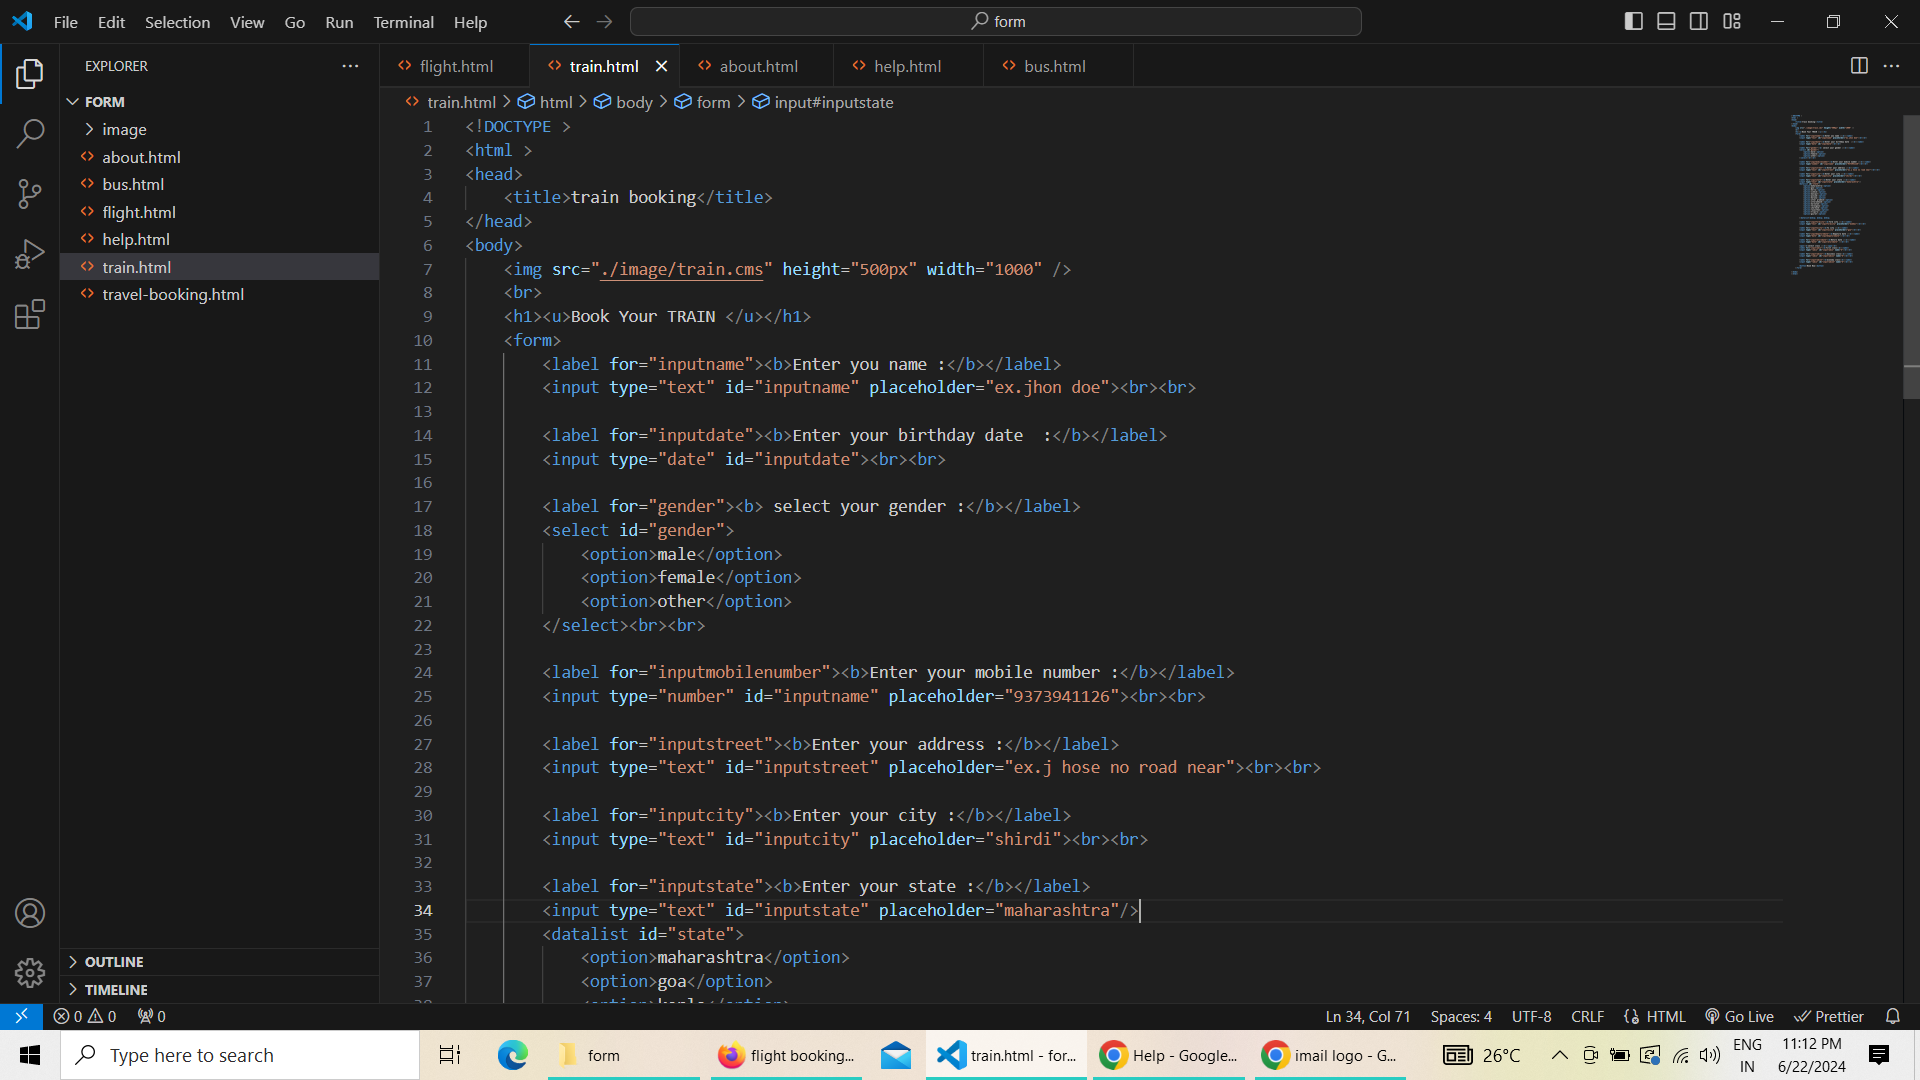 File Edit Selection View Go Run Terminal Help
form
EXPLORER
FORM
image
about.html
bus.html
flight.html
help.html
train.html
travel-booking.html
OUTLINE
TIMELINE
flight.html train.html about.html help.html bus.html
train.html > html > body > form > input#inputstate
1 <!DOCTYPE >
2 <html >
3 <head>
4 <title>train booking</title>
5 </head>
6 <body>
7 <img src="./image/train.cms" height="500px" width="1000" />
8 <br>
9 <h1><u>Book Your TRAIN </u></h1>
10 <form>
11 <label for="inputname"><b>Enter you name :</b></label>
12 <input type="text" id="inputname" placeholder="ex.jhon doe"><br><br>
13
14 <label for="inputdate"><b>Enter your birthday date  :</b></label>
15 <input type="date" id="inputdate"><br><br>
16
17 <label for="gender"><b> select your gender :</b></label>
18 <select id="gender">
19 <option>male</option>
20 <option>female</option>
21 <option>other</option>
22 </select><br><br>
23
24 <label for="inputmobilenumber"><b>Enter your mobile number :</b></label>
25 <input type="number" id="inputname" placeholder="9373941126"><br><br>
26
27 <label for="inputstreet"><b>Enter your address :</b></label>
28 <input type="text" id="inputstreet" placeholder="ex.j hose no road near"><br><br>
29
30 <label for="inputcity"><b>Enter your city :</b></label>
31 <input type="text" id="inputcity" placeholder="shirdi"><br><br>
32
33 <label for="inputstate"><b>Enter your state :</b></label>
34 <input type="text" id="inputstate" placeholder="maharashtra"/>
35 <datalist id="state">
36 <option>maharashtra</option>
37 <option>goa</option>
0 0 0
Ln 34, Col 71 Spaces: 4 UTF-8 CRLF HTML Go Live Prettier
Type here to search
form
flight booking...
train.html - for...
Help - Google...
imail logo - G...
26°C
ENG
IN
11:12 PM
6/22/2024